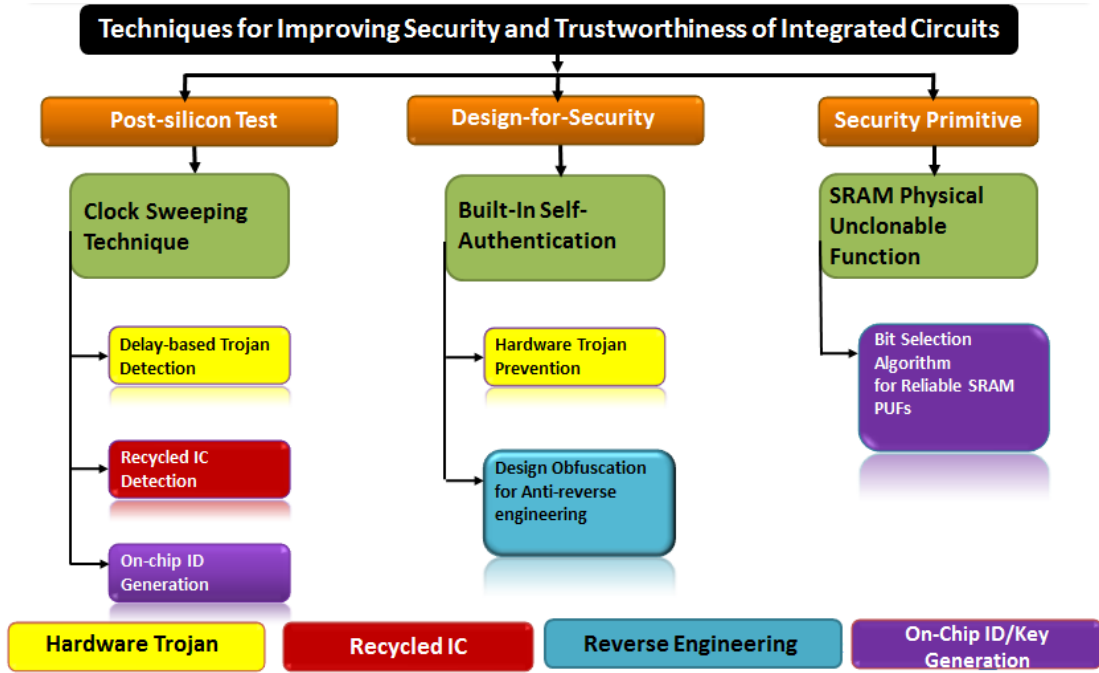 Techniques for Improving Security and Trustworthiness of Integrated Circuits
Post-silicon Test
Design-for-Security
Security Primitive
Clock Sweeping
Technique
Built-In Self-
Authentication
SRAM Physical
Unclonable
Function
Delay-based Trojan
Detection
Hardware Trojan
Prevention
Bit Selection
Algorithm
for Reliable SRAM
PUFs
Recycled IC
Detection
Design Obfuscation
for Anti-reverse
engineering
On-chip ID
Generation
Hardware Trojan
Recycled IC
Reverse Engineering
On-Chip ID/Key
Generation